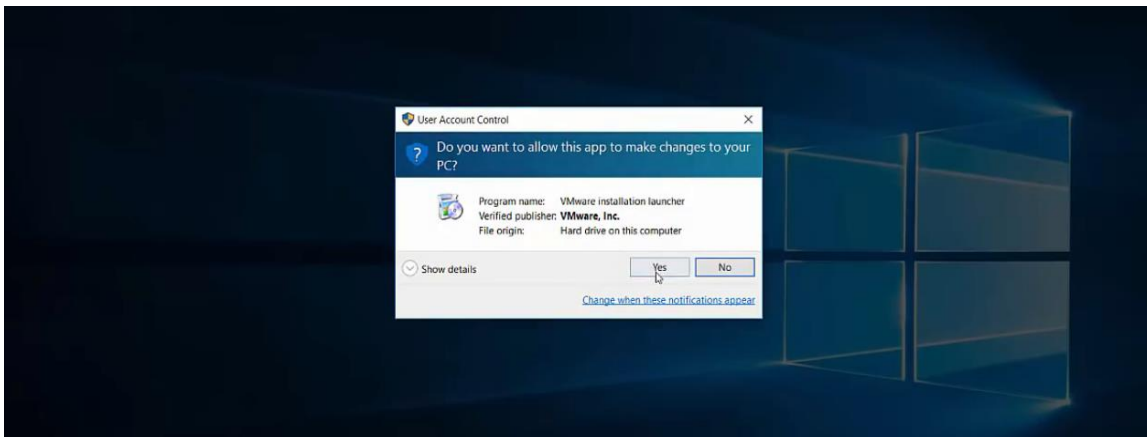 User Account Control
Do you want to allow this app to make changes to your
PC?
Program name: VMware installation launcher
Verified publisher: VMware, Inc.
File origin: Hard drive on this computer
Show details
Yes No
Change when these notifications appear